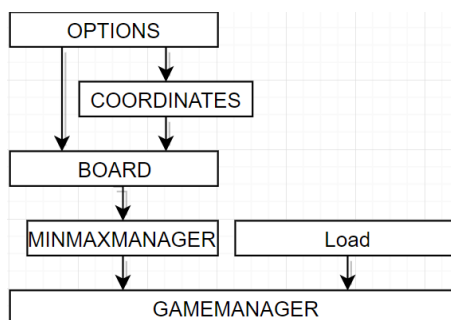 OPTIONS
COORDINATES
BOARD
MINMAXMANAGER
Load
GAMEMANAGER